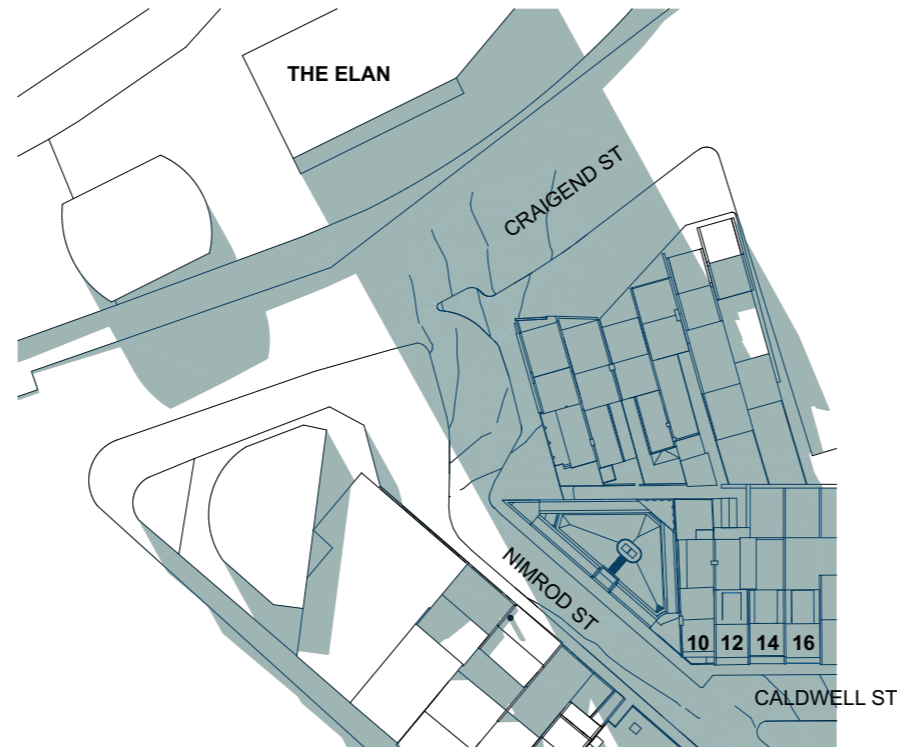 THE ELAN
CRAIGEND ST
NIMROD ST
10 12 14 16
CALDWELL ST